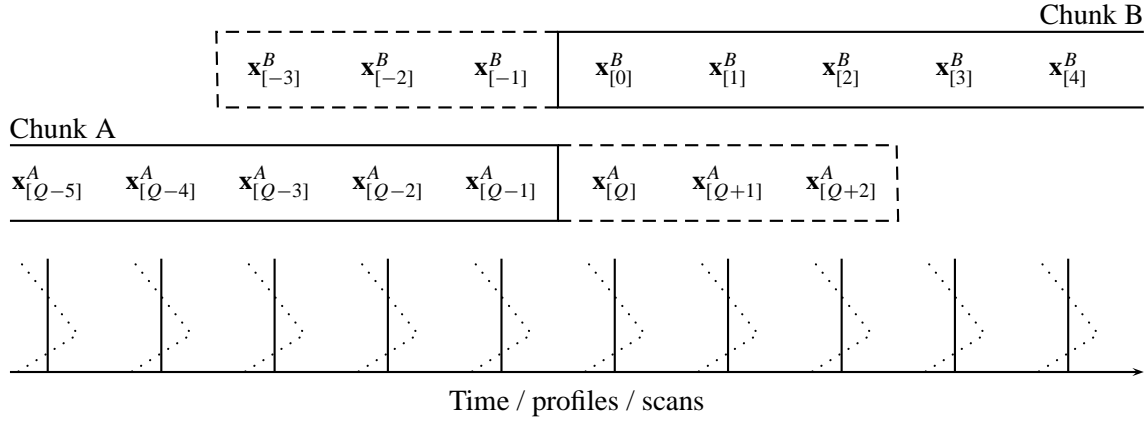 Chunk B
x^B_[−3] x^B_[−2] x^B_[−1] x^B_[0] x^B_[1] x^B_[2] x^B_[3] x^B_[4]
Chunk A
x^A_[Q−5] x^A_[Q−4] x^A_[Q−3] x^A_[Q−2] x^A_[Q−1] x^A_[Q] x^A_[Q+1] x^A_[Q+2]
Time / profiles / scans